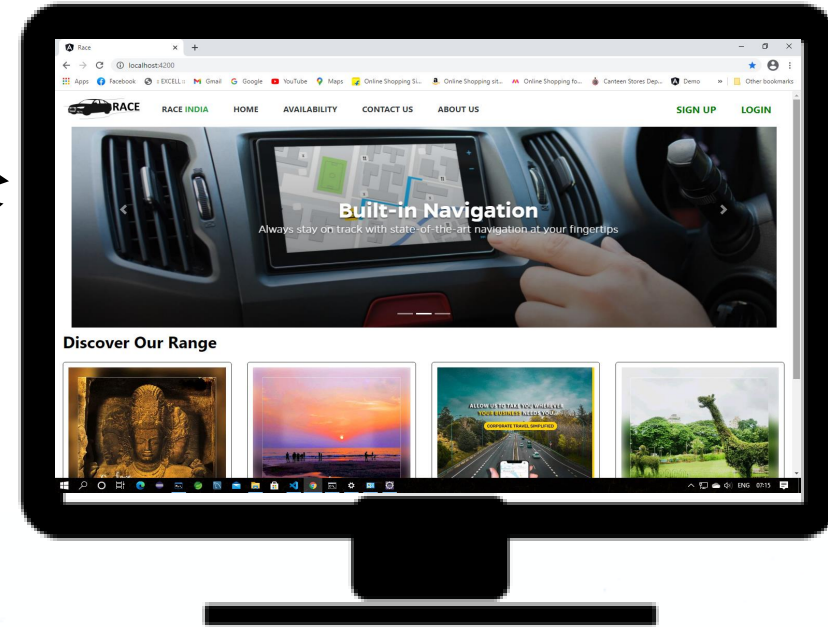 Race
localhost:4200
Apps Facebook :: EXCELL :: Gmail Google YouTube Maps Online Shopping Si... Online Shopping sit... Online Shopping fo... Canteen Stores Dep... Demo » Other bookmarks
RACE RACE INDIA HOME AVAILABILITY CONTACT US ABOUT US SIGN UP LOGIN
Built-in Navigation
Always stay on track with state-of-the-art navigation at your fingertips
Discover Our Range
ALLOW US TO TAKE YOU WHEREVER
YOUR BUSINESS NEEDS YOU
CORPORATE TRAVEL SIMPLIFIED
ENG 07:15